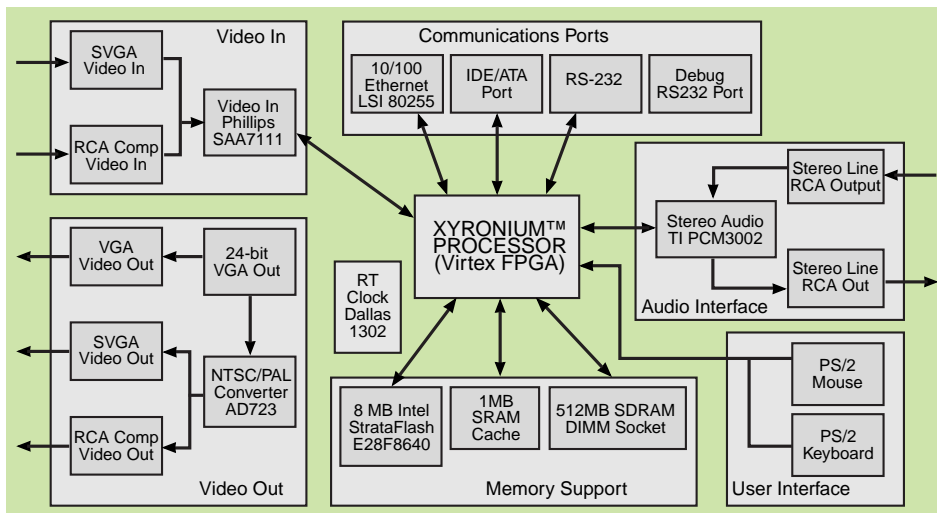 Video In
SVGA
Video In
RCA Comp
Video In
Video In
Phillips
SAA7111
Communications Ports
10/100
Ethernet
LSI 80255
IDE/ATA
Port
RS-232
Debug
RS232 Port
XYRONIUM™
PROCESSOR
(Virtex FPGA)
Stereo Line
RCA Output
Stereo Audio
TI PCM3002
Stereo Line
RCA Out
Audio Interface
VGA
Video Out
24-bit
VGA Out
SVGA
Video Out
NTSC/PAL
Converter
AD723
RCA Comp
Video Out
Video Out
RT
Clock
Dallas
1302
8 MB Intel
StrataFlash
E28F8640
1MB
SRAM
Cache
512MB SDRAM
DIMM Socket
Memory Support
PS/2
Mouse
PS/2
Keyboard
User Interface